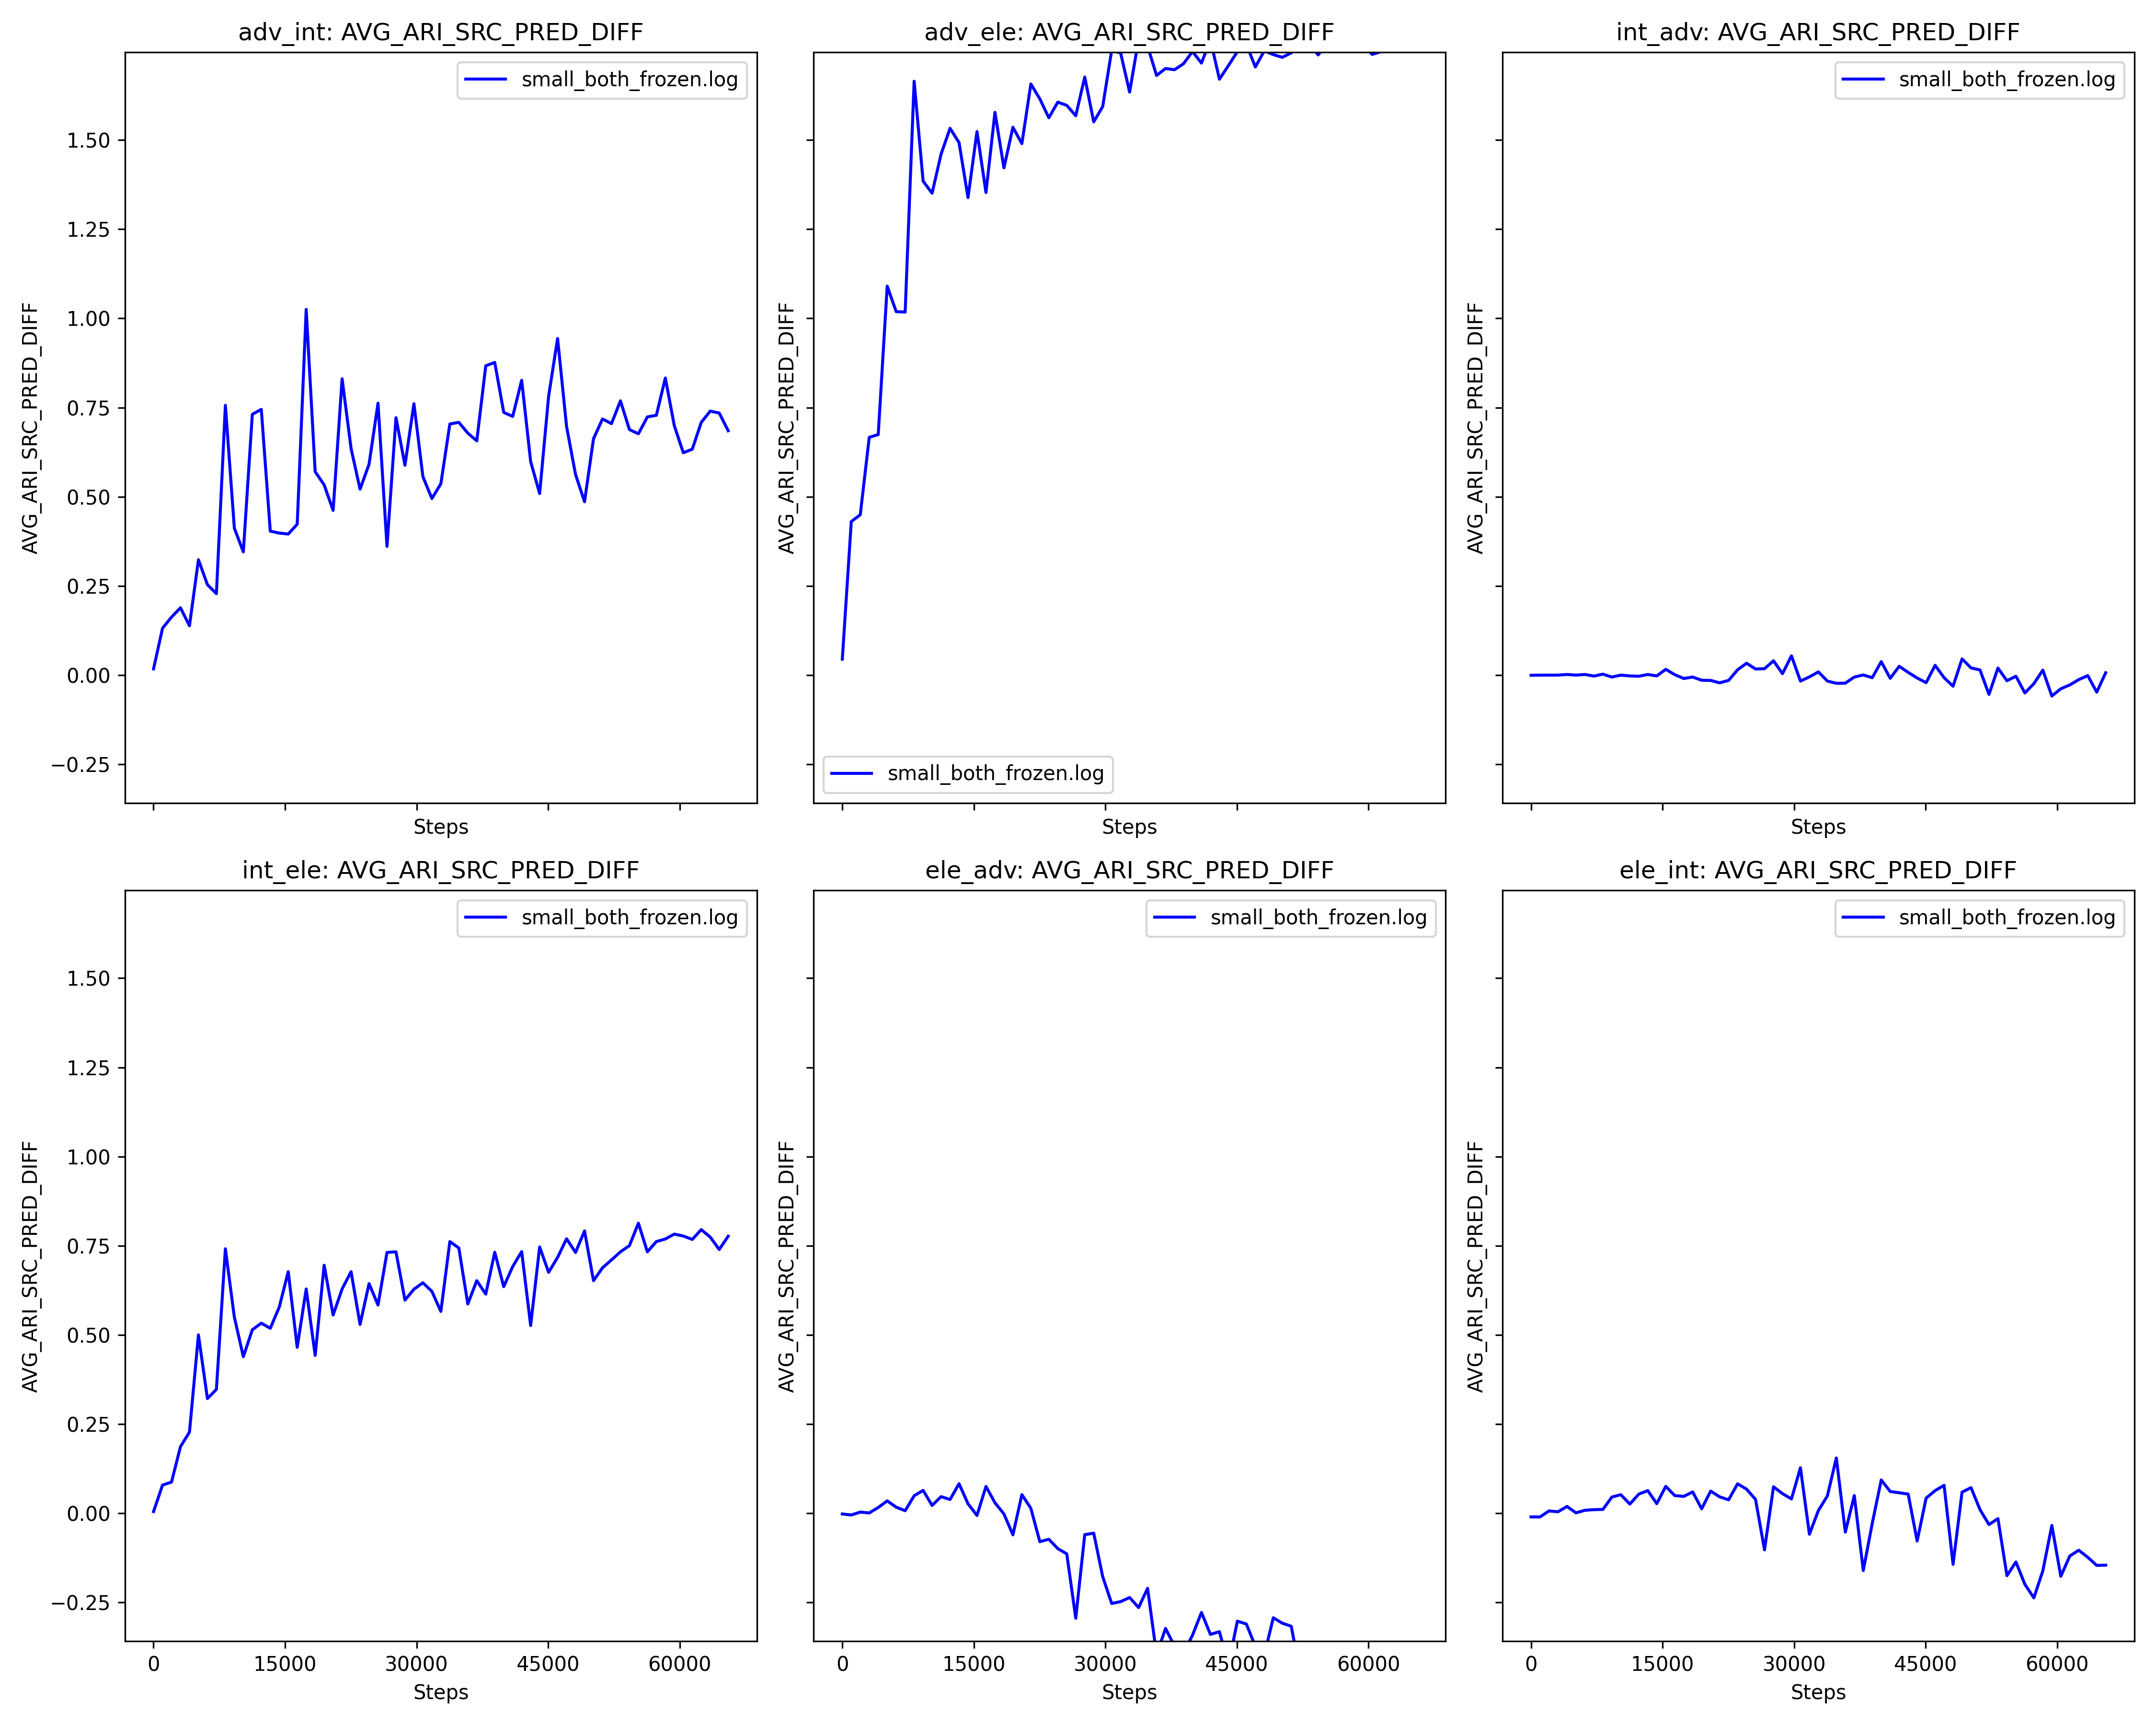 adv_int: AVG_ARI_SRC_PRED_DIFF
AVG_ARI_SRC_PRED_DIFF
1.50
1.25
1.00
0.75
0.50
0.25
0.00
−0.25
small_both_frozen.log
Steps
adv_ele: AVG_ARI_SRC_PRED_DIFF
AVG_ARI_SRC_PRED_DIFF
small_both_frozen.log
Steps
int_adv: AVG_ARI_SRC_PRED_DIFF
AVG_ARI_SRC_PRED_DIFF
small_both_frozen.log
Steps
int_ele: AVG_ARI_SRC_PRED_DIFF
AVG_ARI_SRC_PRED_DIFF
1.50
1.25
1.00
0.75
0.50
0.25
0.00
−0.25
small_both_frozen.log
0 15000 30000 45000 60000
Steps
ele_adv: AVG_ARI_SRC_PRED_DIFF
AVG_ARI_SRC_PRED_DIFF
small_both_frozen.log
0 15000 30000 45000 60000
Steps
ele_int: AVG_ARI_SRC_PRED_DIFF
AVG_ARI_SRC_PRED_DIFF
small_both_frozen.log
0 15000 30000 45000 60000
Steps